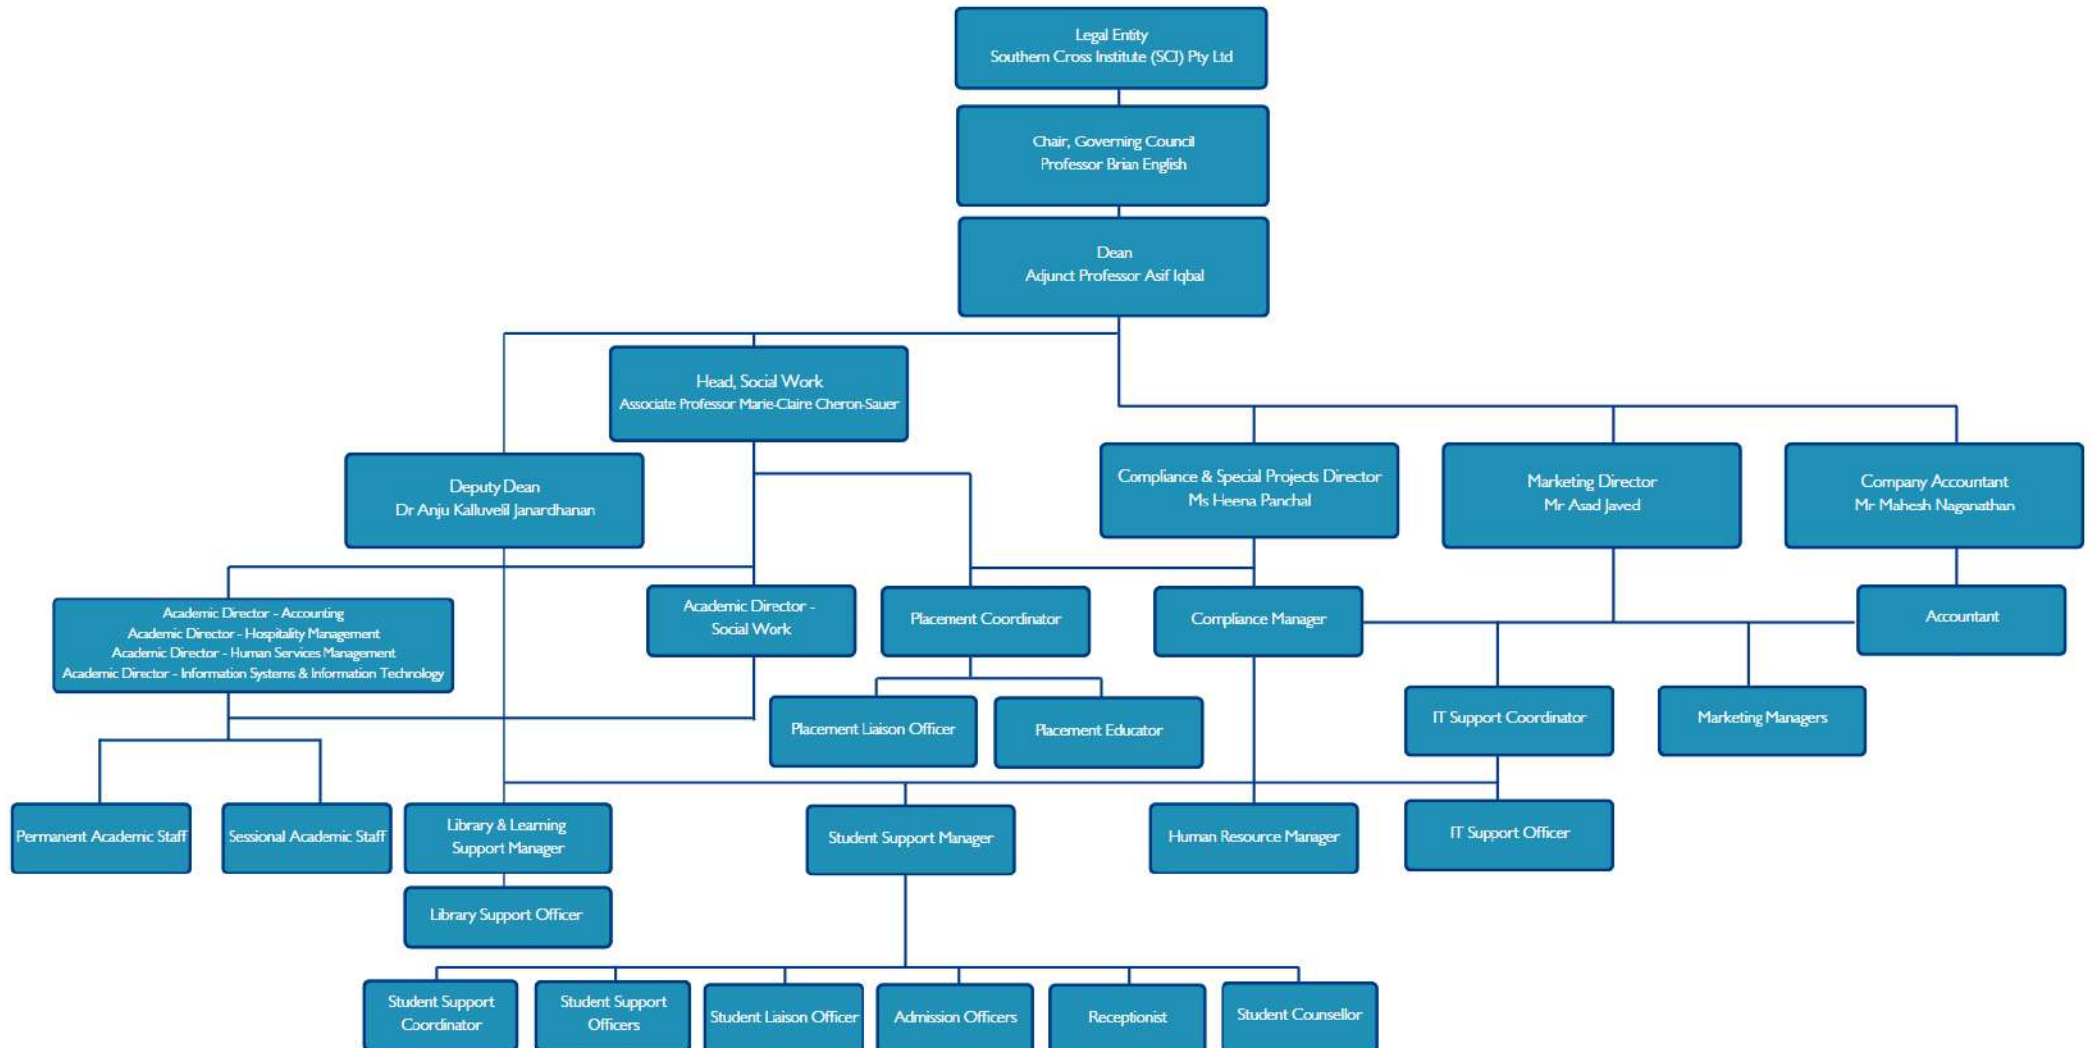 Legal Entity
Southern Cross Institute (SCI) Pty Ltd
Chair, Governing Council
Professor Brian English
Dean
Adjunct Professor Asif Iqbal
Head, Social Work
Associate Professor Marie-Claire Cheron-Sauer
Deputy Dean
Dr Anju Kalluvelil Janardhanan
Compliance & Special Projects Director
Ms Heena Panchal
Marketing Director
Mr Asad Javed
Company Accountant
Mr Mahesh Naganathan
Academic Director - Accounting
Academic Director - Hospitality Management
Academic Director - Human Services Management
Academic Director - Information Systems & Information Technology
Academic Director -
Social Work
Placement Coordinator
Compliance Manager
Accountant
Placement Liaison Officer
Placement Educator
IT Support Coordinator
Marketing Managers
Permanent Academic Staff
Sessional Academic Staff
Library & Learning
Support Manager
Student Support Manager
Human Resource Manager
IT Support Officer
Library Support Officer
Student Support
Coordinator
Student Support
Officers
Student Liaison Officer
Admission Officers
Receptionist
Student Counsellor